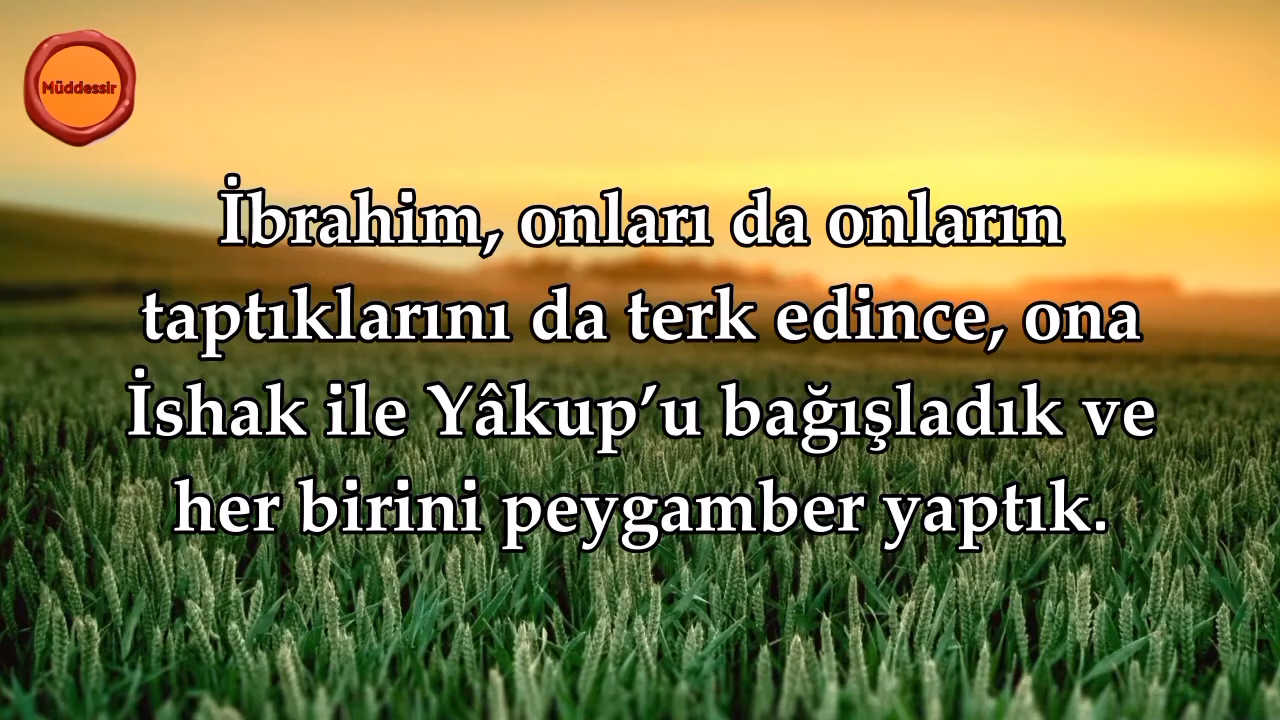 Müddessir
İbrahim, onları da onların
taptıklarını da terk edince, ona
İshak ile Yâkup’u bağışladık ve
her birini peygamber yaptık.